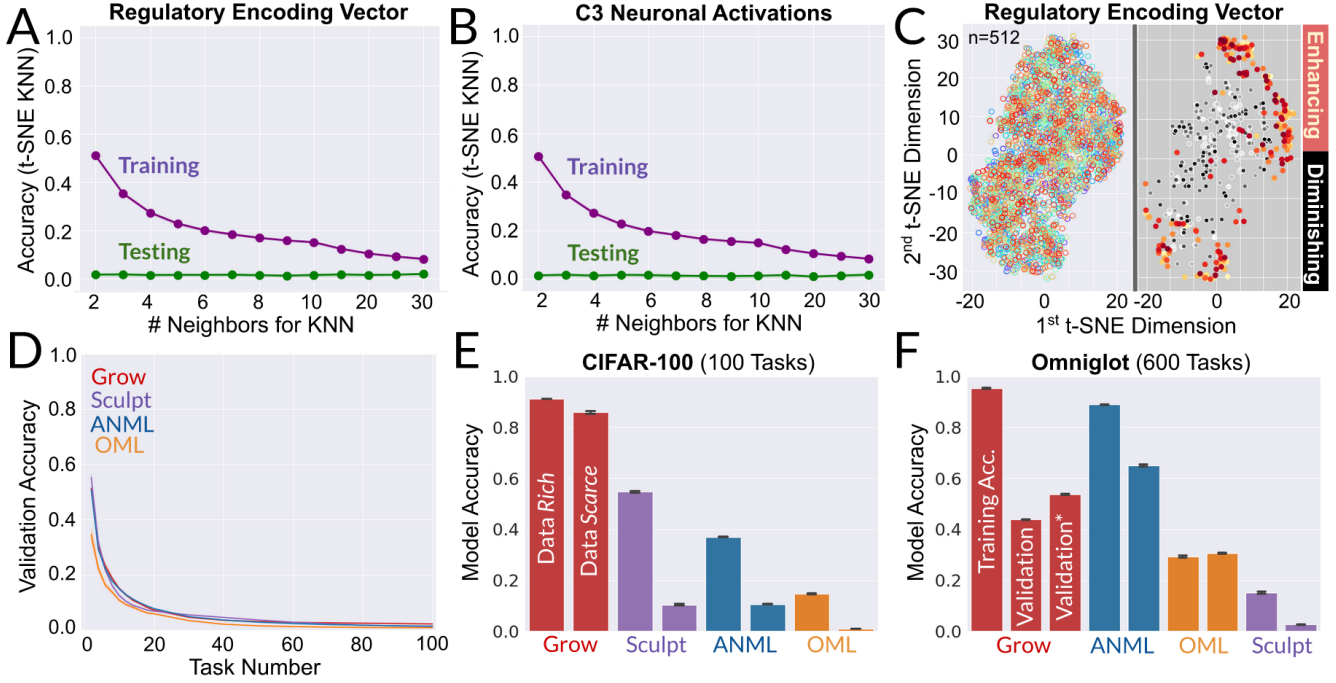 A
Regulatory Encoding Vector
Accuracy (t-SNE KNN)
1.0
0.8
0.6
0.4
0.2
0.0
Training
Testing
2 4 6 8 10 20 30
# Neighbors for KNN
B
C3 Neuronal Activations
Accuracy (t-SNE KNN)
1.0
0.8
0.6
0.4
0.2
0.0
Training
Testing
2 4 6 8 10 20 30
# Neighbors for KNN
C
Regulatory Encoding Vector
n=512
2nd t-SNE Dimension
30
20
10
0
-10
-20
-30
-20 0 20 -20 0 20
1st t-SNE Dimension
Enhancing
Diminishing
D
Validation Accuracy
1.0
0.8
0.6
0.4
0.2
0.0
Grow
Sculpt
ANML
OML
0 20 40 60 80 100
Task Number
E
CIFAR-100 (100 Tasks)
Model Accuracy
1.0
0.8
0.6
0.4
0.2
0.0
Data Rich
Data Scarce
Grow Sculpt ANML OML
F
Omniglot (600 Tasks)
Model Accuracy
1.0
0.8
0.6
0.4
0.2
0.0
Training Acc.
Validation
Validation*
Grow ANML OML Sculpt